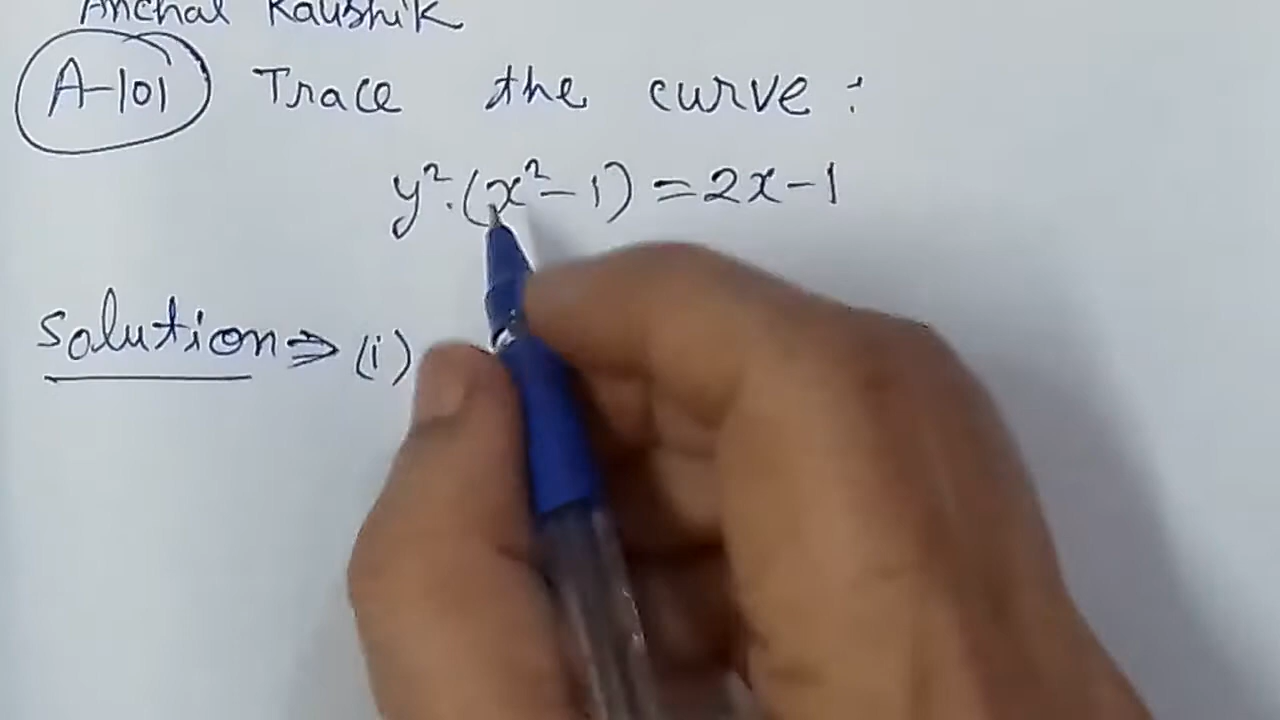 Anchal Kaushik
A-101 Trace the curve :
y².(x²-1) = 2x-1
Solution ⇒ (i)